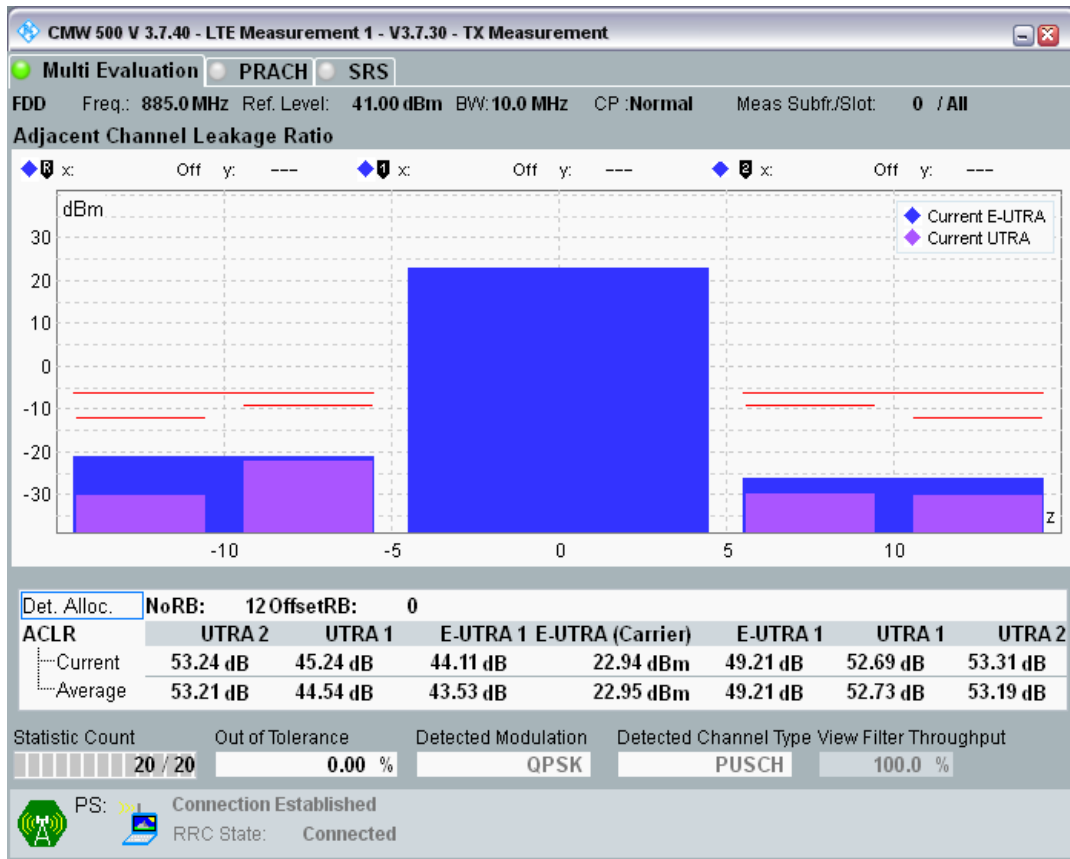 CMW 500 V 3.7.40 - LTE Measurement 1 - V3.7.30 - TX Measurement
Multi Evaluation PRACH SRS
FDD Freq.: 885.0 MHz Ref. Level: 41.00 dBm BW: 10.0 MHz CP :Normal Meas Subfr./Slot: 0 / All
Adjacent Channel Leakage Ratio
R x: Off y: --- 1 x: Off y: --- 2 x: Off y: ---
dBm
Current E-UTRA
Current UTRA
30
20
10
0
-10
-20
-30
z
-10 -5 0 5 10
Det. Alloc. NoRB: 12 OffsetRB: 0
ACLR UTRA 2 UTRA 1 E-UTRA 1 E-UTRA (Carrier) E-UTRA 1 UTRA 1 UTRA 2
Current 53.24 dB 45.24 dB 44.11 dB 22.94 dBm 49.21 dB 52.69 dB 53.31 dB
Average 53.21 dB 44.54 dB 43.53 dB 22.95 dBm 49.21 dB 52.73 dB 53.19 dB
Statistic Count Out of Tolerance Detected Modulation Detected Channel Type View Filter Throughput
20 / 20 0.00 % QPSK PUSCH 100.0 %
PS: Connection Established
RRC State: Connected